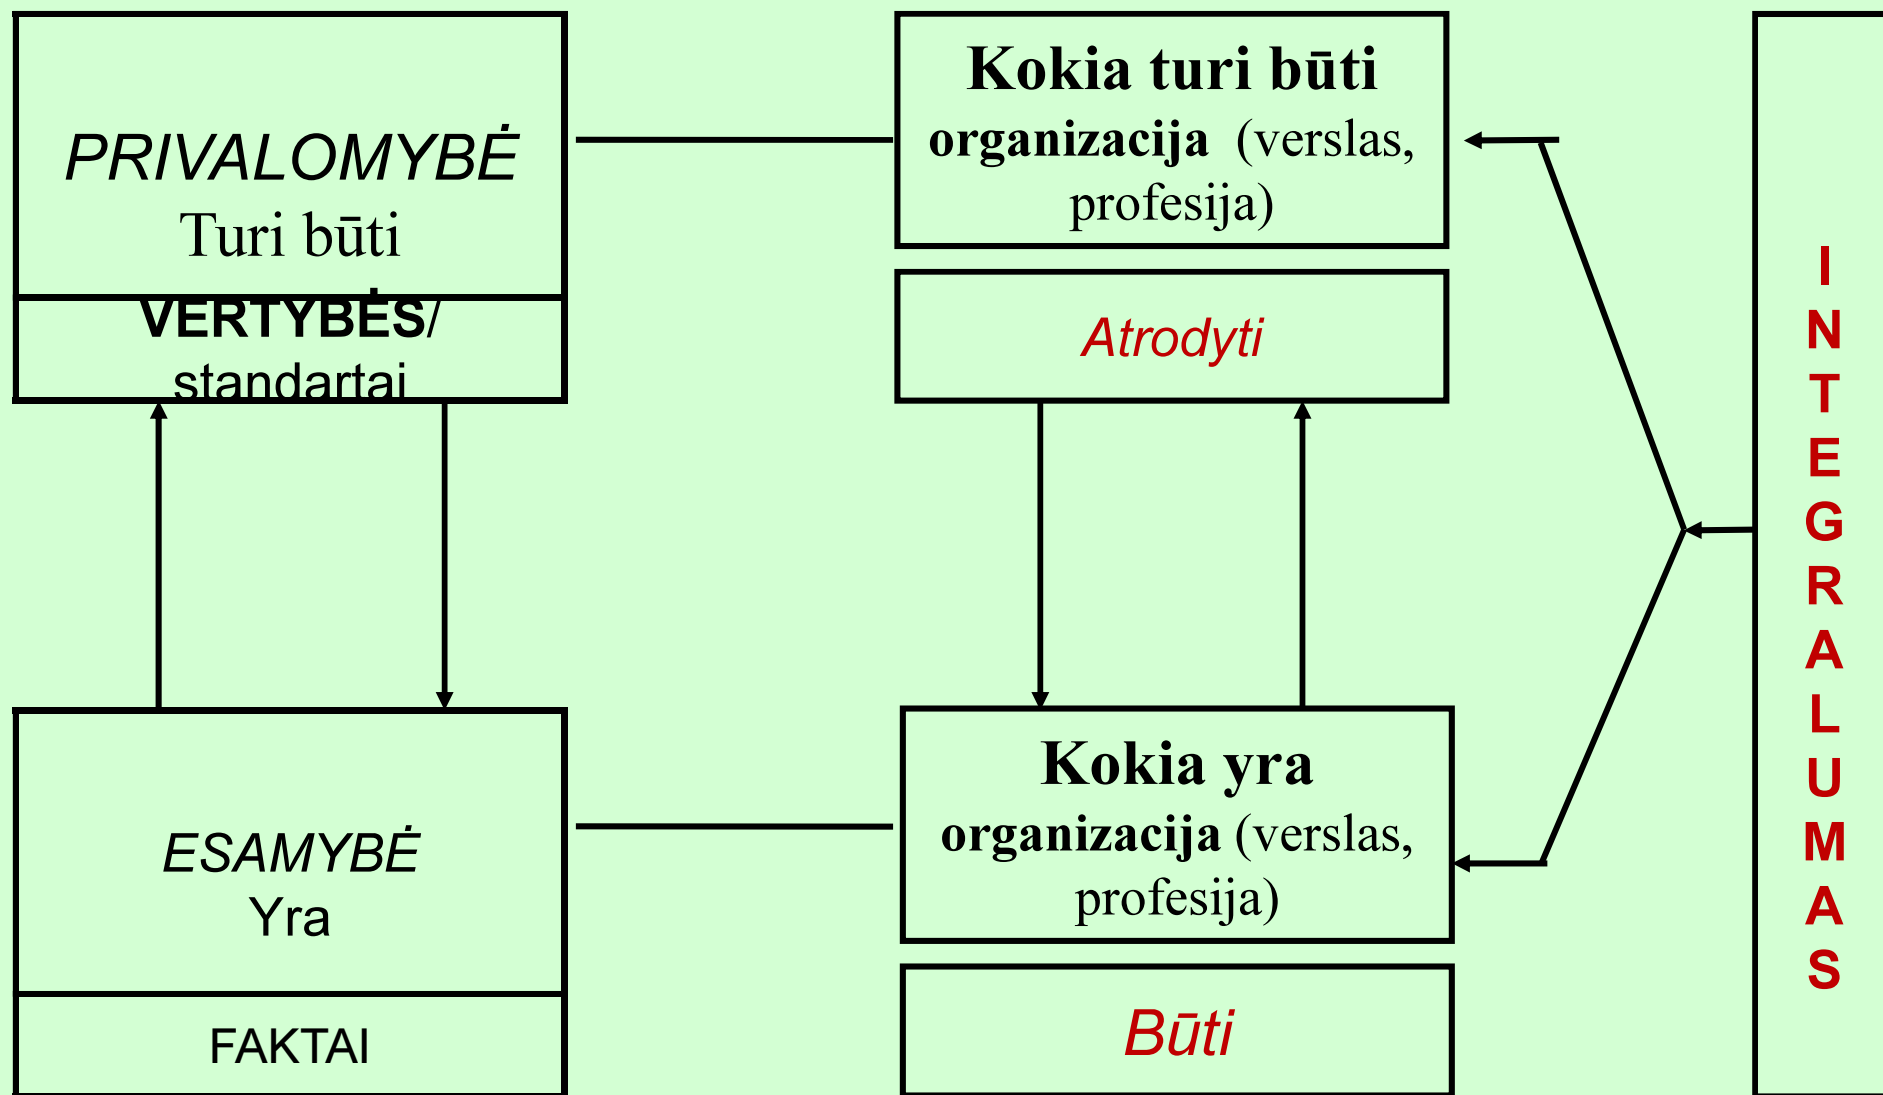 PRIVALOMYBĖ
Turi būti
VERTYBĖS/
standartai
Kokia turi būti
organizacija (verslas,
profesija)
Atrodyti
ESAMYBĖ
Yra
FAKTAI
Kokia yra
organizacija (verslas,
profesija)
Būti
I
N
T
E
G
R
A
L
U
M
A
S